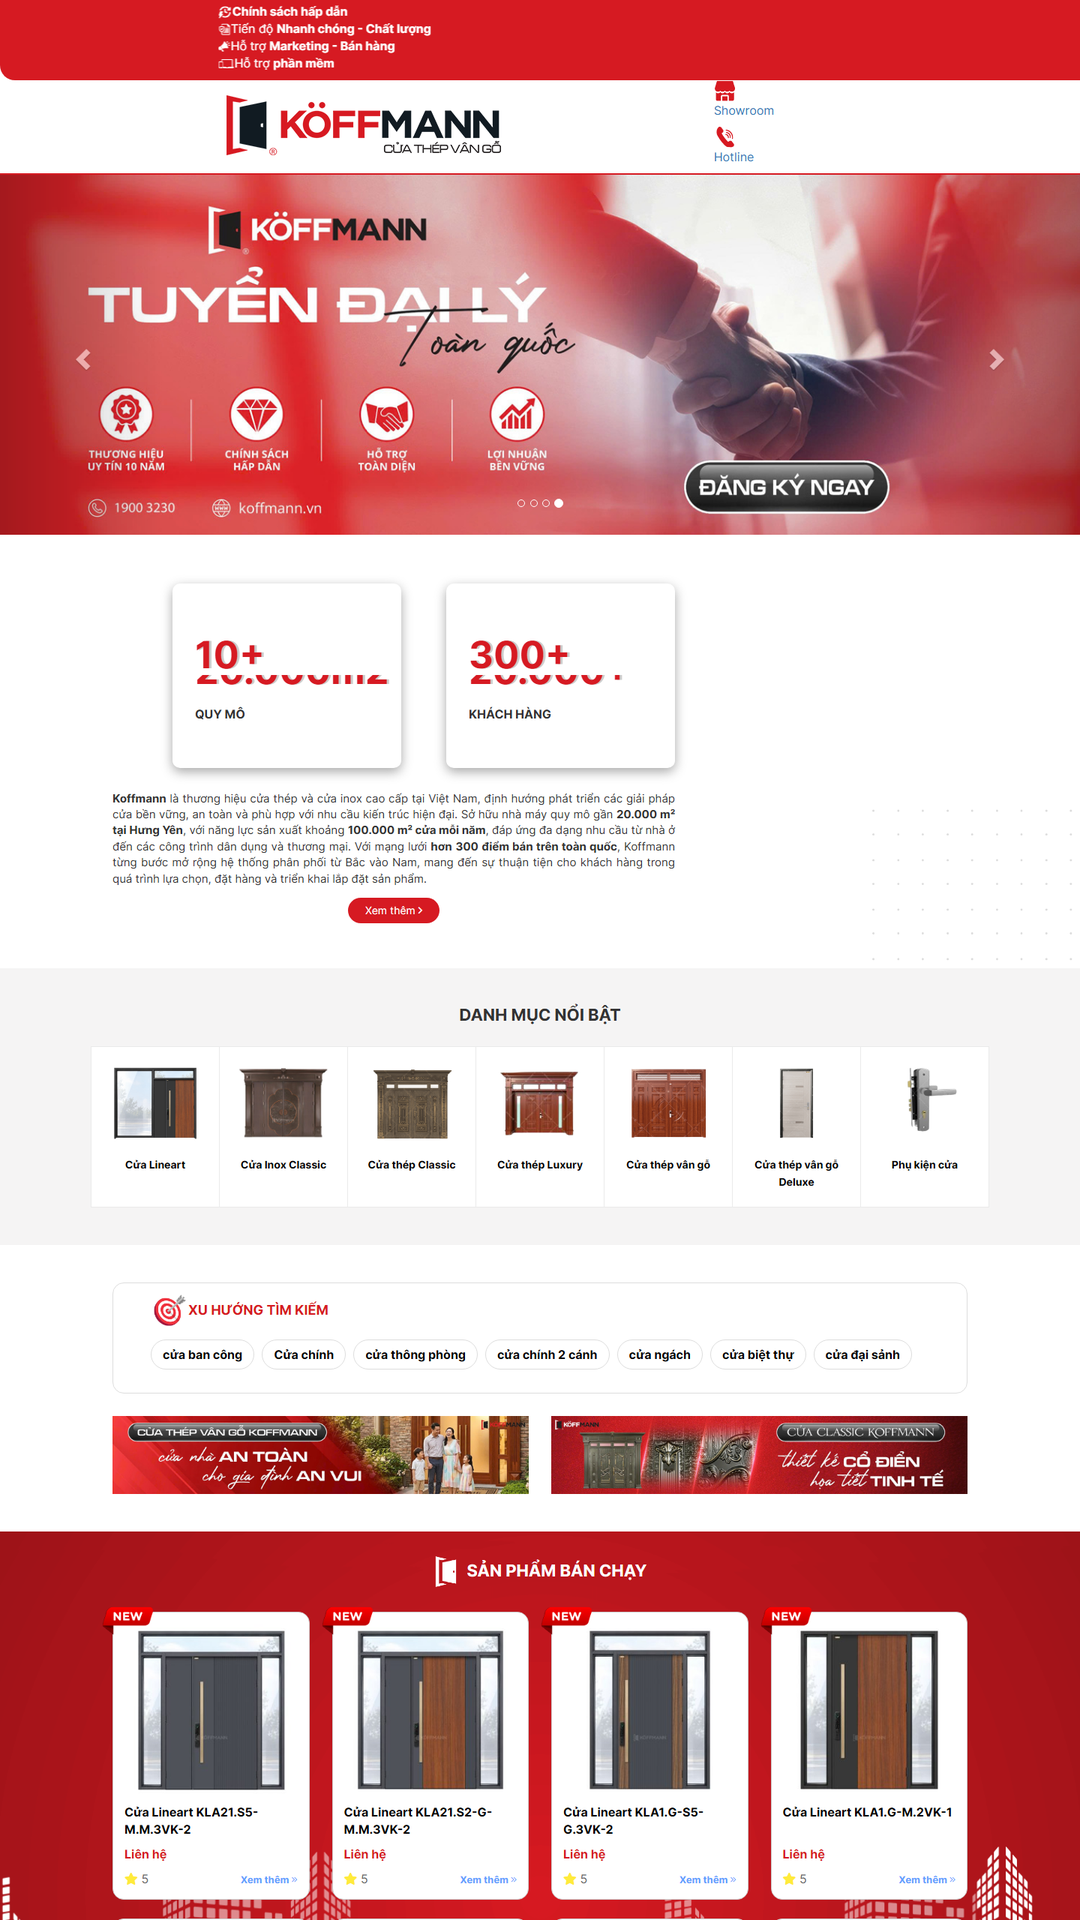 Chính sách hấp dẫn
Tiến độ Nhanh chóng - Chất lượng
Hỗ trợ Marketing - Bán hàng
Hỗ trợ phần mềm
KÖFFMANN
CỬA THÉP VÂN GỖ
Showroom
Hotline
KÖFFMANN
TUYỂN ĐẠI LÝ
Toàn quốc
THƯƠNG HIỆU
UY TÍN 10 NĂM
CHÍNH SÁCH
HẤP DẪN
HỖ TRỢ
TOÀN DIỆN
LỢI NHUẬN
BỀN VỮNG
ĐĂNG KÝ NGAY
1900 3230
koffmann.vn
10+
QUY MÔ
300+
KHÁCH HÀNG
Koffmann là thương hiệu cửa thép và cửa inox cao cấp tại Việt Nam, định hướng phát triển các giải pháp
cửa bền vững, an toàn và phù hợp với nhu cầu kiến trúc hiện đại. Sở hữu nhà máy quy mô gần 20.000 m²
tại Hưng Yên, với năng lực sản xuất khoảng 100.000 m² cửa mỗi năm, đáp ứng đa dạng nhu cầu từ nhà ở
đến các công trình dân dụng và thương mại. Với mạng lưới hơn 300 điểm bán trên toàn quốc, Koffmann
từng bước mở rộng hệ thống phân phối từ Bắc vào Nam, mang đến sự thuận tiện cho khách hàng trong
quá trình lựa chọn, đặt hàng và triển khai lắp đặt sản phẩm.
Xem thêm
DANH MỤC NỔI BẬT
Cửa Lineart
Cửa Inox Classic
Cửa thép Classic
Cửa thép Luxury
Cửa thép vân gỗ
Cửa thép vân gỗ
Deluxe
Phụ kiện cửa
XU HƯỚNG TÌM KIẾM
cửa ban công
Cửa chính
cửa thông phòng
cửa chính 2 cánh
cửa ngách
cửa biệt thự
cửa đại sảnh
CỬA THÉP VÂN GỖ KOFFMANN
cửa nhà AN TOÀN
cho gia đình AN VUI
KÖFFMANN
CỬA CLASSIC KOFFMANN
thiết kế CỔ ĐIỂN
họa tiết TINH TẾ
SẢN PHẨM BÁN CHẠY
NEW
NEW
NEW
NEW
Cửa Lineart KLA21.S5-
M.M.3VK-2
Liên hệ
5
Xem thêm »
Cửa Lineart KLA21.S2-G-
M.M.3VK-2
Liên hệ
5
Xem thêm »
Cửa Lineart KLA1.G-S5-
G.3VK-2
Liên hệ
5
Xem thêm »
Cửa Lineart KLA1.G-M.2VK-1
Liên hệ
5
Xem thêm »